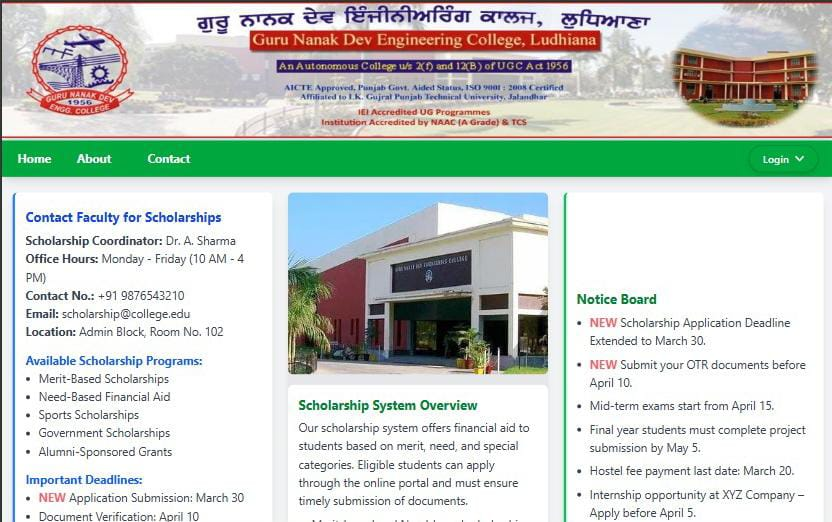 ਗੁਰੂ ਨਾਨਕ ਦੇਵ ਇੰਜੀਨੀਅਰਿੰਗ ਕਾਲਜ, ਲੁਧਿਆਣਾ
Guru Nanak Dev Engineering College, Ludhiana
An Autonomous College u/s 2(f) and 12(B) of UGC Act 1956
AICTE Approved, Punjab Govt. Aided Status, ISO 9001 : 2008 Certified
Affiliated to I.K. Gujral Punjab Technical University, Jalandhar
IEI Accredited UG Programmes
Institution Accredited by NAAC (A Grade) & TCS
1956
GURU NANAK DEV
ENGG. COLLEGE
Home About Contact
Login
Contact Faculty for Scholarships
Scholarship Coordinator: Dr. A. Sharma
Office Hours: Monday - Friday (10 AM - 4
PM)
Contact No.: +91 9876543210
Email: scholarship@college.edu
Location: Admin Block, Room No. 102
Available Scholarship Programs:
• Merit-Based Scholarships
• Need-Based Financial Aid
• Sports Scholarships
• Government Scholarships
• Alumni-Sponsored Grants
Important Deadlines:
• NEW Application Submission: March 30
• Document Verification: April 10
GURU NANAK DEV ENGINEERING COLLEGE
Scholarship System Overview
Our scholarship system offers financial aid to
students based on merit, need, and special
categories. Eligible students can apply
through the online portal and must ensure
timely submission of documents.
Notice Board
• NEW Scholarship Application Deadline
Extended to March 30.
• NEW Submit your OTR documents before
April 10.
• Mid-term exams start from April 15.
• Final year students must complete project
submission by May 5.
• Hostel fee payment last date: March 20.
• Internship opportunity at XYZ Company –
Apply before April 5.